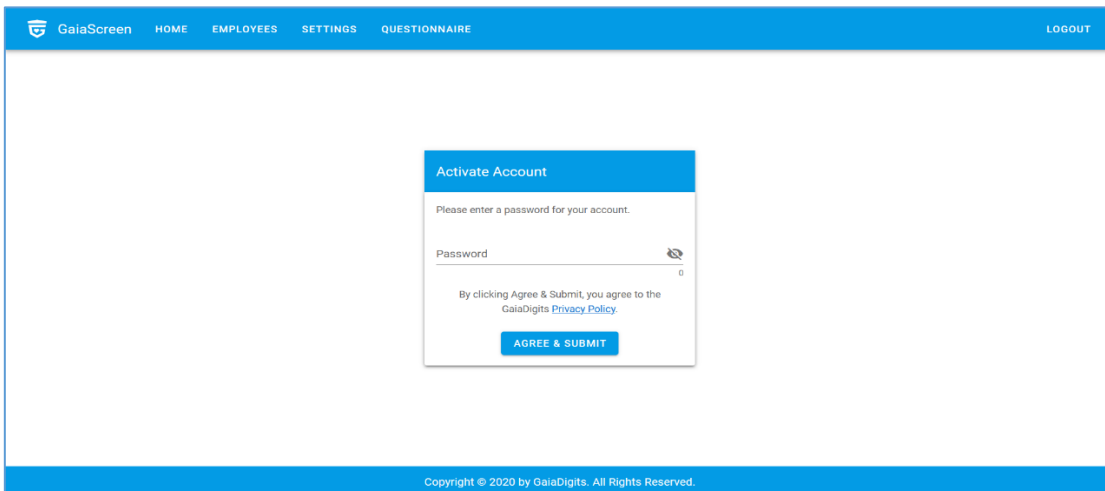 GaiaScreen HOME EMPLOYEES SETTINGS QUESTIONNAIRE LOGOUT
Activate Account
Please enter a password for your account.
Password
0
By clicking Agree & Submit, you agree to the
GaiaDigits Privacy Policy.
AGREE & SUBMIT
Copyright © 2020 by GaiaDigits. All Rights Reserved.